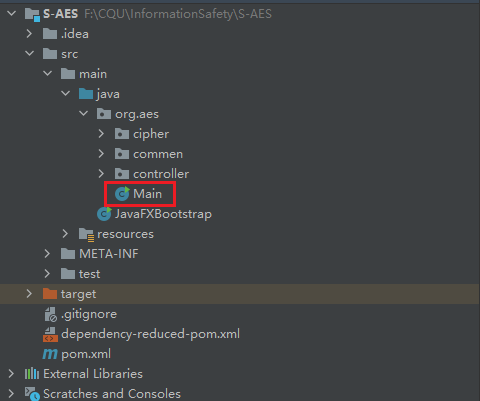 S-AES F:\CQU\InformationSafety\S-AES
.idea
src
main
java
org.aes
cipher
commen
controller
Main
JavaFXBootstrap
resources
META-INF
test
target
.gitignore
dependency-reduced-pom.xml
pom.xml
External Libraries
Scratches and Consoles